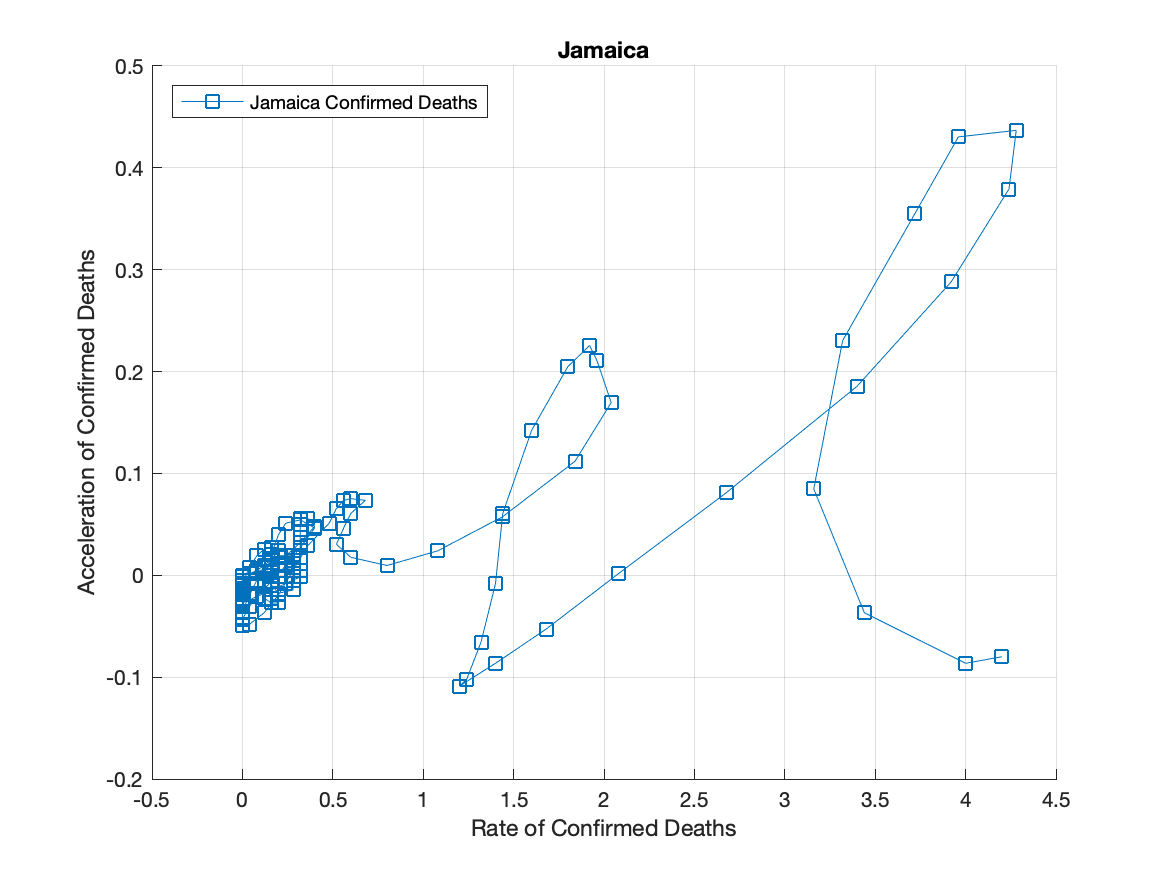 Jamaica
Jamaica Confirmed Deaths
Acceleration of Confirmed Deaths
0.5
0.4
0.3
0.2
0.1
0
-0.1
-0.2
-0.5 0 0.5 1 1.5 2 2.5 3 3.5 4 4.5
Rate of Confirmed Deaths